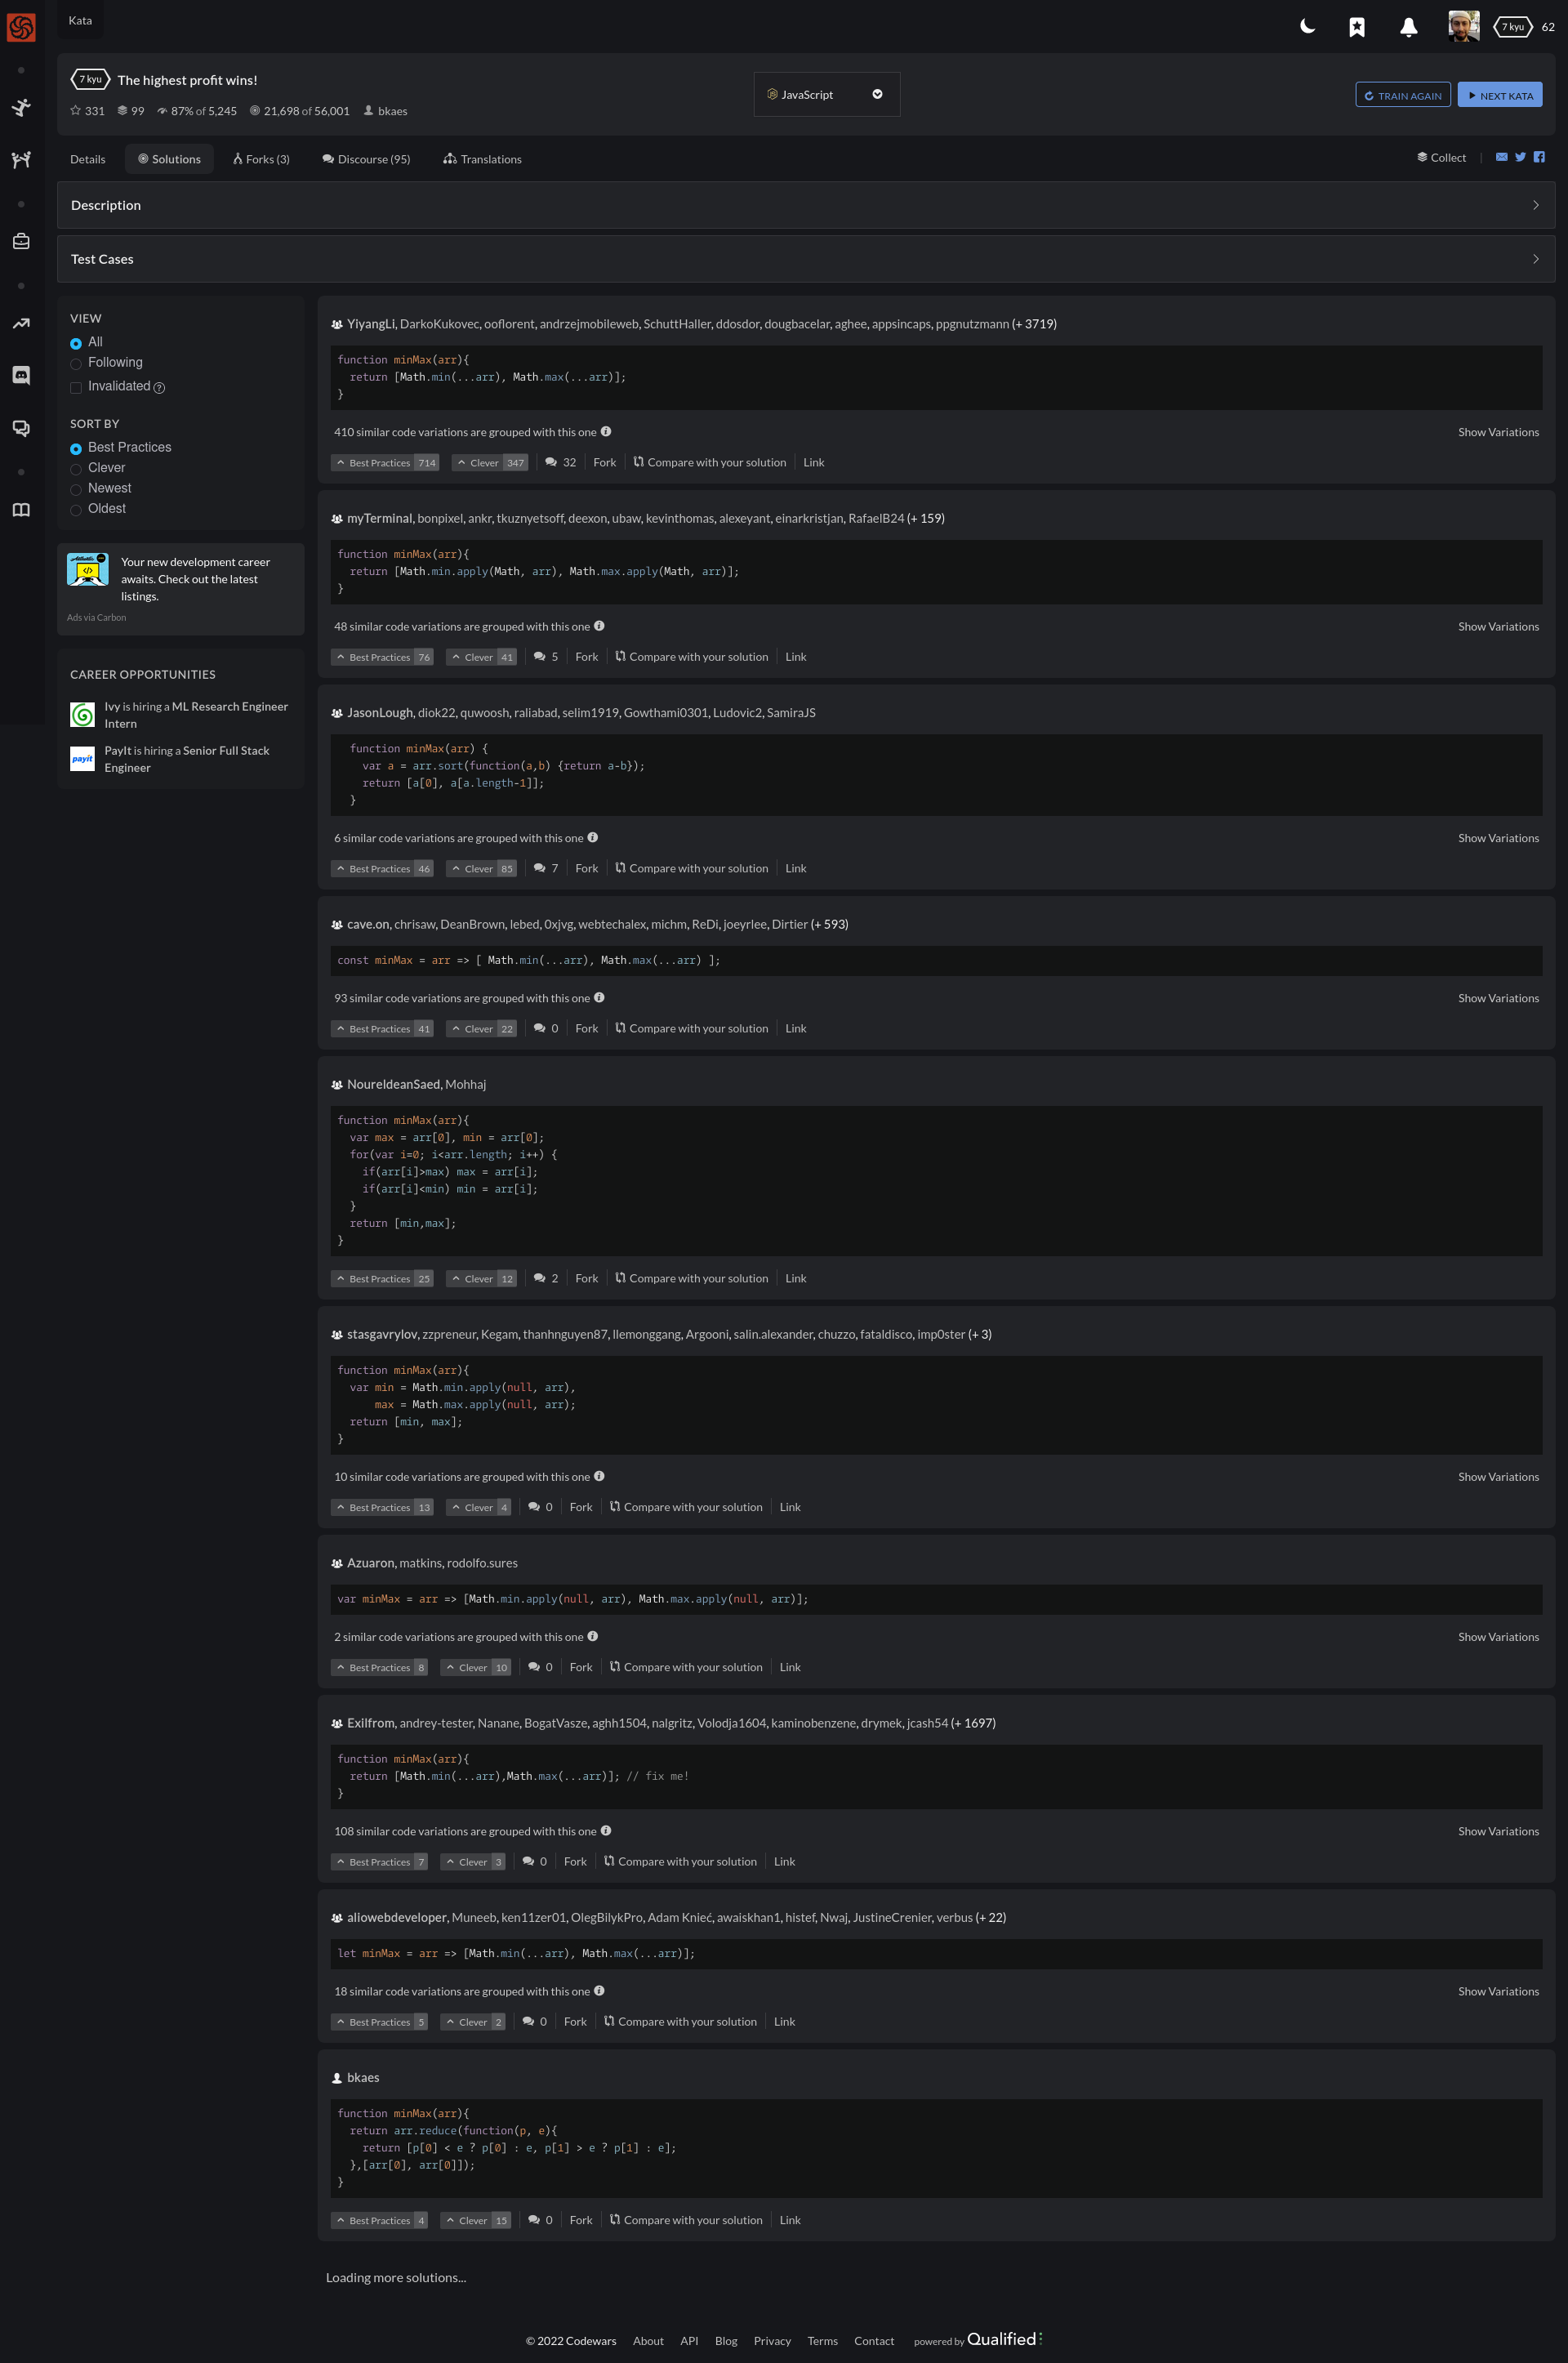 Kata
7 kyu 62
7 kyu The highest profit wins!
331 99 87% of 5,245 21,698 of 56,001 bkaes
JavaScript
TRAIN AGAIN NEXT KATA
Details Solutions Forks (3) Discourse (95) Translations
Collect
Description
Test Cases
VIEW
All
Following
Invalidated ?
SORT BY
Best Practices
Clever
Newest
Oldest
Your new development career
awaits. Check out the latest
listings.
Ads via Carbon
CAREER OPPORTUNITIES
Ivy is hiring a ML Research Engineer
Intern
payit
PayIt is hiring a Senior Full Stack
Engineer
YiyangLi, DarkoKukovec, ooflorent, andrzejmobileweb, SchuttHaller, ddosdor, dougbacelar, aghee, appsincaps, ppgnutzmann (+ 3719)
function minMax(arr){
  return [Math.min(...arr), Math.max(...arr)];
}
410 similar code variations are grouped with this one Show Variations
Best Practices 714 Clever 347 32 Fork Compare with your solution Link
myTerminal, bonpixel, ankr, tkuznyetsoff, deexon, ubaw, kevinthomas, alexeyant, einarkristjan, RafaelB24 (+ 159)
function minMax(arr){
  return [Math.min.apply(Math, arr), Math.max.apply(Math, arr)];
}
48 similar code variations are grouped with this one Show Variations
Best Practices 76 Clever 41 5 Fork Compare with your solution Link
JasonLough, diok22, quwoosh, raliabad, selim1919, Gowthami0301, Ludovic2, SamiraJS
  function minMax(arr) {
    var a = arr.sort(function(a,b) {return a-b});
    return [a[0], a[a.length-1]];
  }
6 similar code variations are grouped with this one Show Variations
Best Practices 46 Clever 85 7 Fork Compare with your solution Link
cave.on, chrisaw, DeanBrown, lebed, 0xjvg, webtechalex, michm, ReDi, joeyrlee, Dirtier (+ 593)
const minMax = arr => [ Math.min(...arr), Math.max(...arr) ];
93 similar code variations are grouped with this one Show Variations
Best Practices 41 Clever 22 0 Fork Compare with your solution Link
NoureldeanSaed, Mohhaj
function minMax(arr){
  var max = arr[0], min = arr[0];
  for(var i=0; i<arr.length; i++) {
    if(arr[i]>max) max = arr[i];
    if(arr[i]<min) min = arr[i];
  }
  return [min,max];
}
Best Practices 25 Clever 12 2 Fork Compare with your solution Link
stasgavrylov, zzpreneur, Kegam, thanhnguyen87, llemonggang, Argooni, salin.alexander, chuzzo, fataldisco, imp0ster (+ 3)
function minMax(arr){
  var min = Math.min.apply(null, arr),
      max = Math.max.apply(null, arr);
  return [min, max];
}
10 similar code variations are grouped with this one Show Variations
Best Practices 13 Clever 4 0 Fork Compare with your solution Link
Azuaron, matkins, rodolfo.sures
var minMax = arr => [Math.min.apply(null, arr), Math.max.apply(null, arr)];
2 similar code variations are grouped with this one Show Variations
Best Practices 8 Clever 10 0 Fork Compare with your solution Link
Exilfrom, andrey-tester, Nanane, BogatVasze, aghh1504, nalgritz, Volodja1604, kaminobenzene, drymek, jcash54 (+ 1697)
function minMax(arr){
  return [Math.min(...arr),Math.max(...arr)]; // fix me!
}
108 similar code variations are grouped with this one Show Variations
Best Practices 7 Clever 3 0 Fork Compare with your solution Link
aliowebdeveloper, Muneeb, ken11zer01, OlegBilykPro, Adam Knieć, awaiskhan1, histef, Nwaj, JustineCrenier, verbus (+ 22)
let minMax = arr => [Math.min(...arr), Math.max(...arr)];
18 similar code variations are grouped with this one Show Variations
Best Practices 5 Clever 2 0 Fork Compare with your solution Link
bkaes
function minMax(arr){
  return arr.reduce(function(p, e){
    return [p[0] < e ? p[0] : e, p[1] > e ? p[1] : e];
  },[arr[0], arr[0]]);
}
Best Practices 4 Clever 15 0 Fork Compare with your solution Link
Loading more solutions...
© 2022 Codewars About API Blog Privacy Terms Contact powered by Qualified